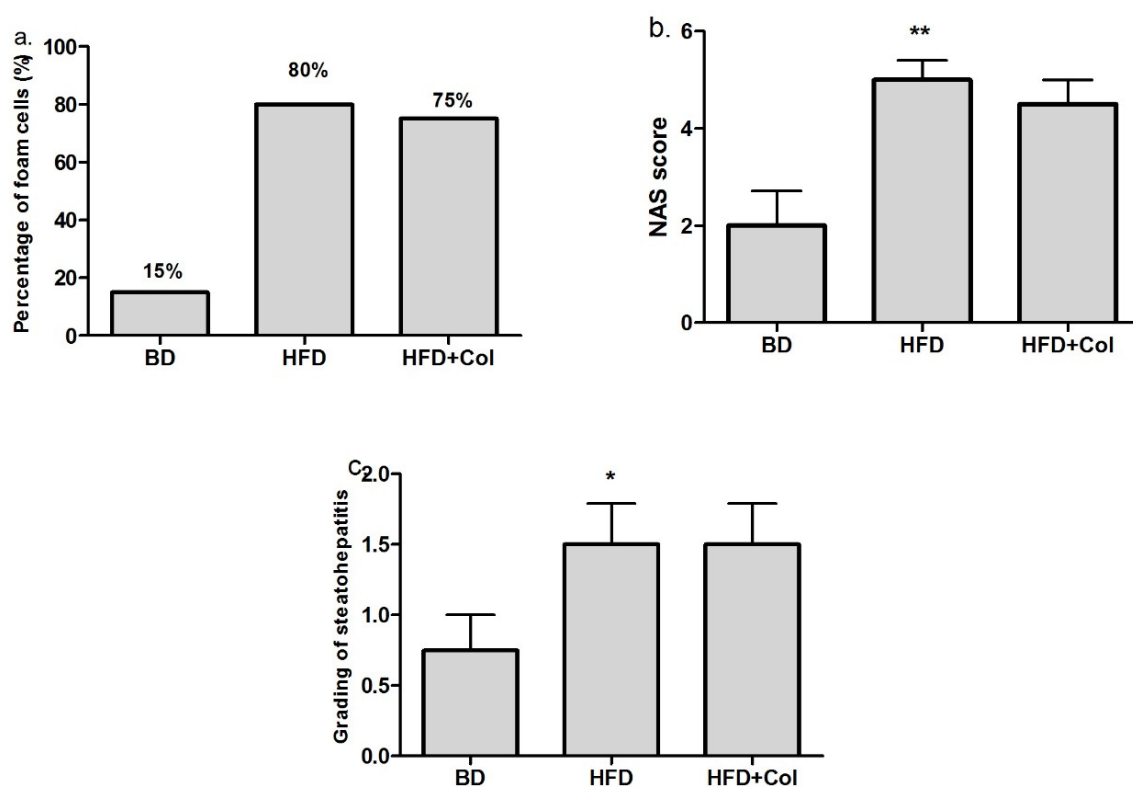 a.
Percentage of foam cells (%)
100
80
60
40
20
0
15%
80%
75%
BD
HFD
HFD+Col
b.
NAS score
6
4
2
0
**
BD
HFD
HFD+Col
c.
Grading of steatohepatitis
2.0
1.5
1.0
0.5
0.0
*
BD
HFD
HFD+Col